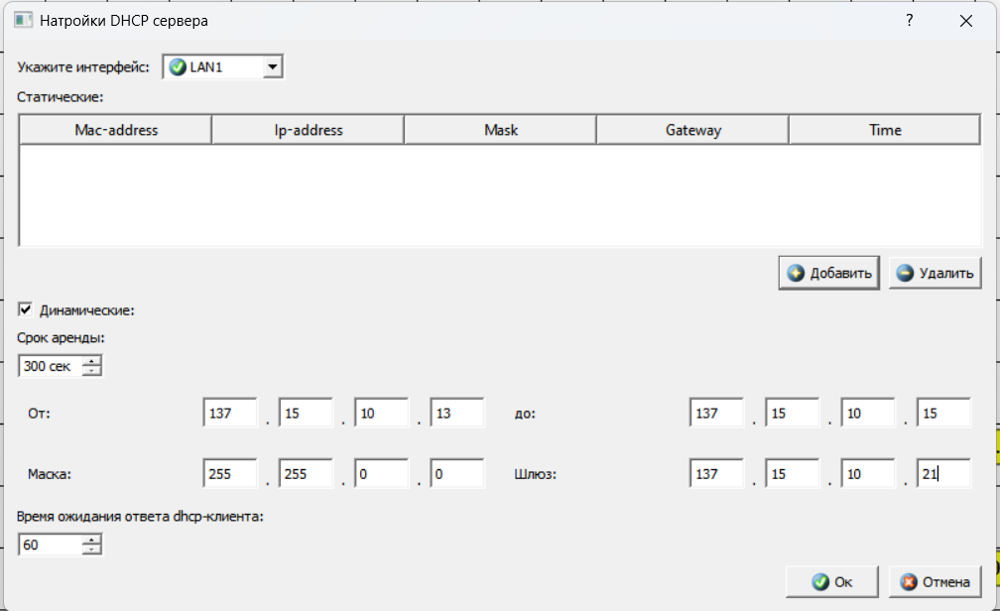 Натройки DHCP сервера ?
Укажите интерфейс: LAN1
Статические:
Mac-address Ip-address Mask Gateway Time
Добавить Удалить
Динамические:
Срок аренды:
300 сек
От: 137 . 15 . 10 . 13 до: 137 . 15 . 10 . 15
Маска: 255 . 255 . 0 . 0 Шлюз: 137 . 15 . 10 . 21
Время ожидания ответа dhcp-клиента:
60
Ок Отмена